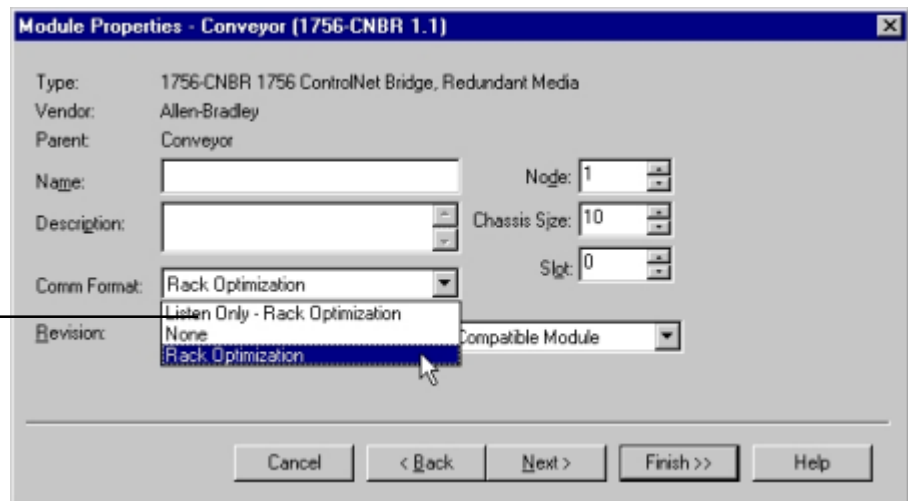 Module Properties - Conveyor (1756-CNBR 1.1)
Type: 1756-CNBR 1756 ControlNet Bridge, Redundant Media
Vendor: Allen-Bradley
Parent: Conveyor
Name: Node: 1
Description: Chassis Size: 10
Slot: 0
Comm Format: Rack Optimization
Listen Only - Rack Optimization
Revision: None Compatible Module
Rack Optimization
Cancel < Back Next > Finish >> Help